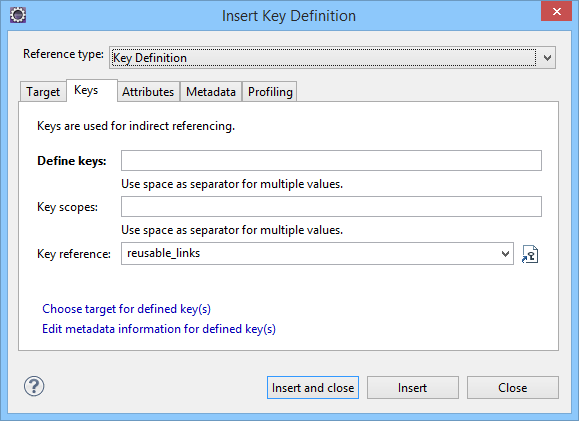 Insert Key Definition
Reference type: Key Definition
Target Keys Attributes Metadata Profiling
Keys are used for indirect referencing.
Define keys:
Use space as separator for multiple values.
Key scopes:
Use space as separator for multiple values.
Key reference: reusable_links
Choose target for defined key(s)
Edit metadata information for defined key(s)
Insert and close Insert Close